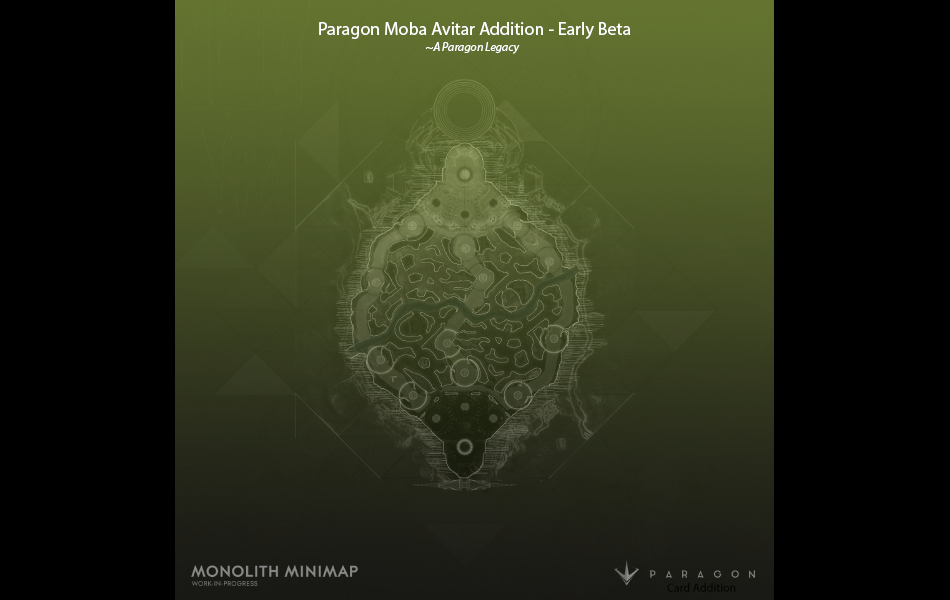 Paragon Moba Avitar Addition - Early Beta
~A Paragon Legacy
MONOLITH MINIMAP
WORK-IN-PROGRESS
PARAGON
Card Addition